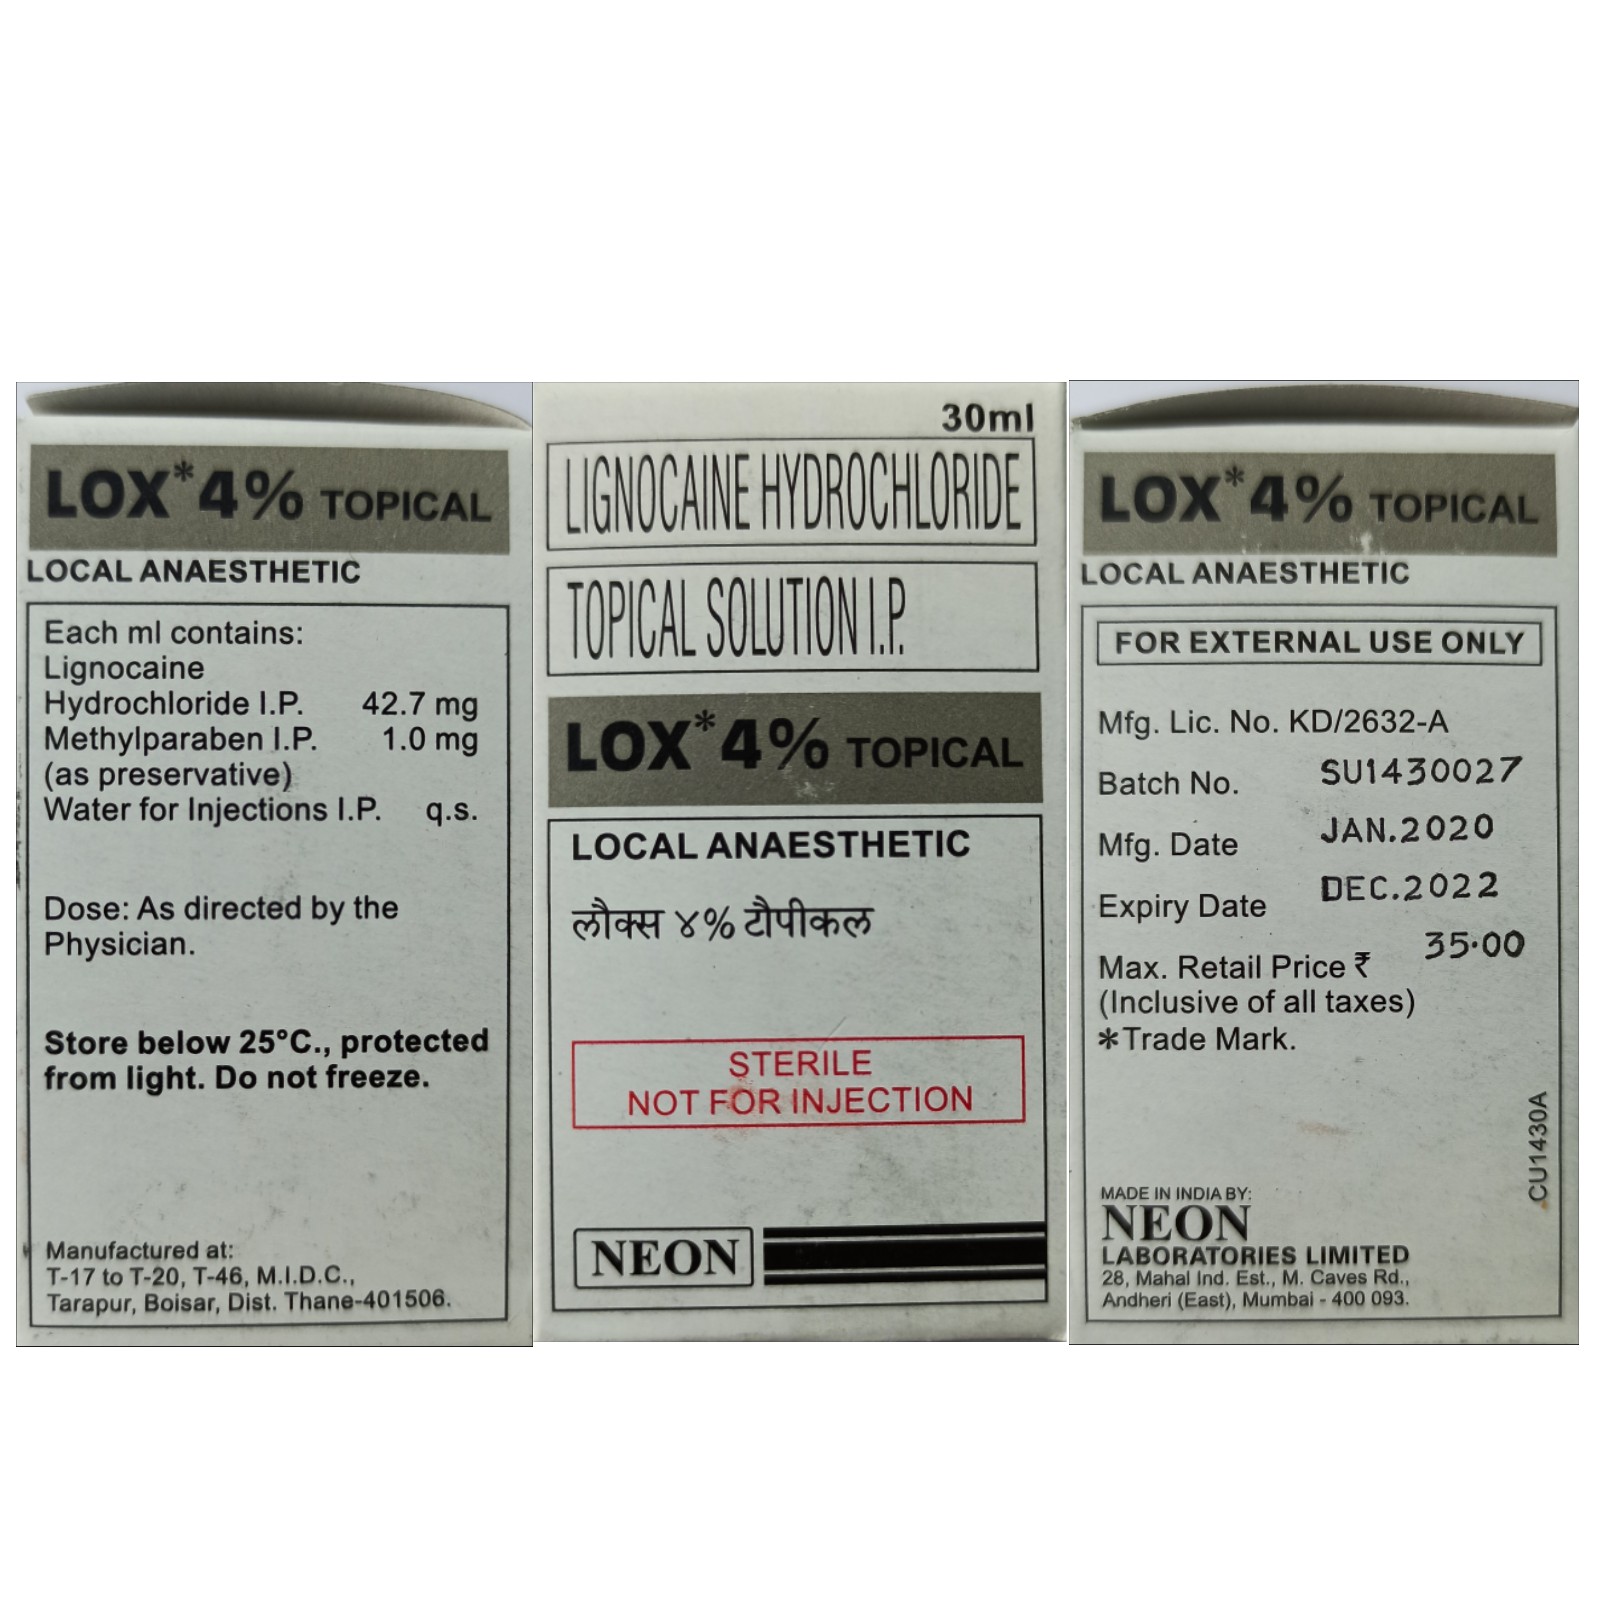 LOX*4% TOPICAL
LOCAL ANAESTHETIC
Each ml contains:
Lignocaine
Hydrochloride I.P. 42.7 mg
Methylparaben I.P. 1.0 mg
(as preservative)
Water for Injections I.P. q.s.
Dose: As directed by the
Physician.
Store below 25°C., protected
from light. Do not freeze.
Manufactured at:
T-17 to T-20, T-46, M.I.D.C.,
Tarapur, Boisar, Dist. Thane-401506.
30ml
LIGNOCAINE HYDROCHLORIDE
TOPICAL SOLUTION I.P.
LOX*4% TOPICAL
LOCAL ANAESTHETIC
लौक्स ४% टौपीकल
STERILE
NOT FOR INJECTION
NEON
LOX*4% TOPICAL
LOCAL ANAESTHETIC
FOR EXTERNAL USE ONLY
Mfg. Lic. No. KD/2632-A
Batch No. SU1430027
Mfg. Date JAN.2020
Expiry Date DEC.2022
Max. Retail Price ₹ 35·00
(Inclusive of all taxes)
*Trade Mark.
CU1430A
MADE IN INDIA BY:
NEON
LABORATORIES LIMITED
28, Mahal Ind. Est., M. Caves Rd.,
Andheri (East), Mumbai - 400 093.